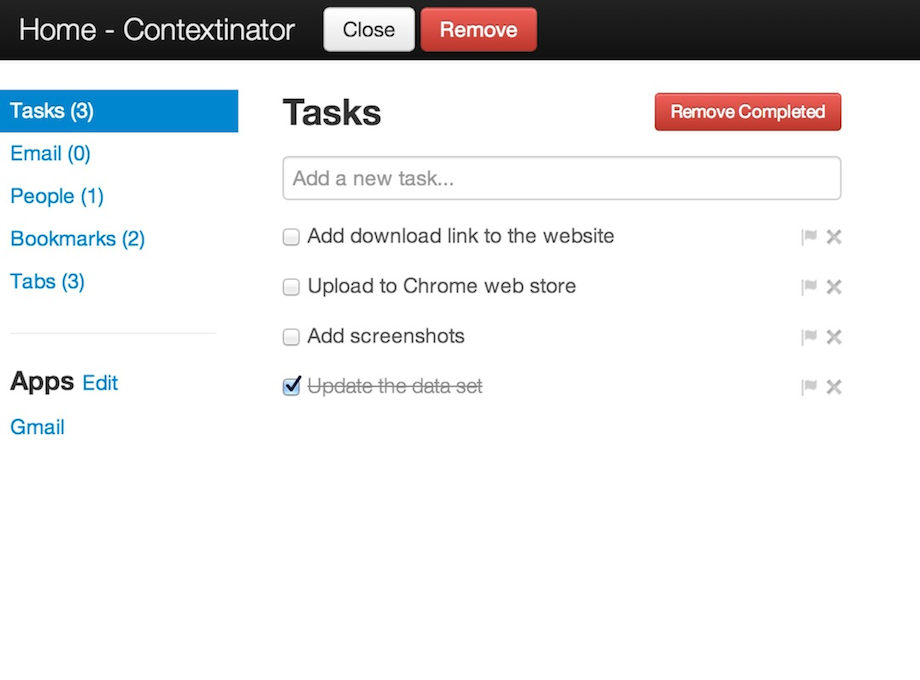 Home - Contextinator Close Remove
Tasks (3)
Email (0)
People (1)
Bookmarks (2)
Tabs (3)
Apps Edit
Gmail
Tasks Remove Completed
Add a new task...
Add download link to the website
Upload to Chrome web store
Add screenshots
Update the data set